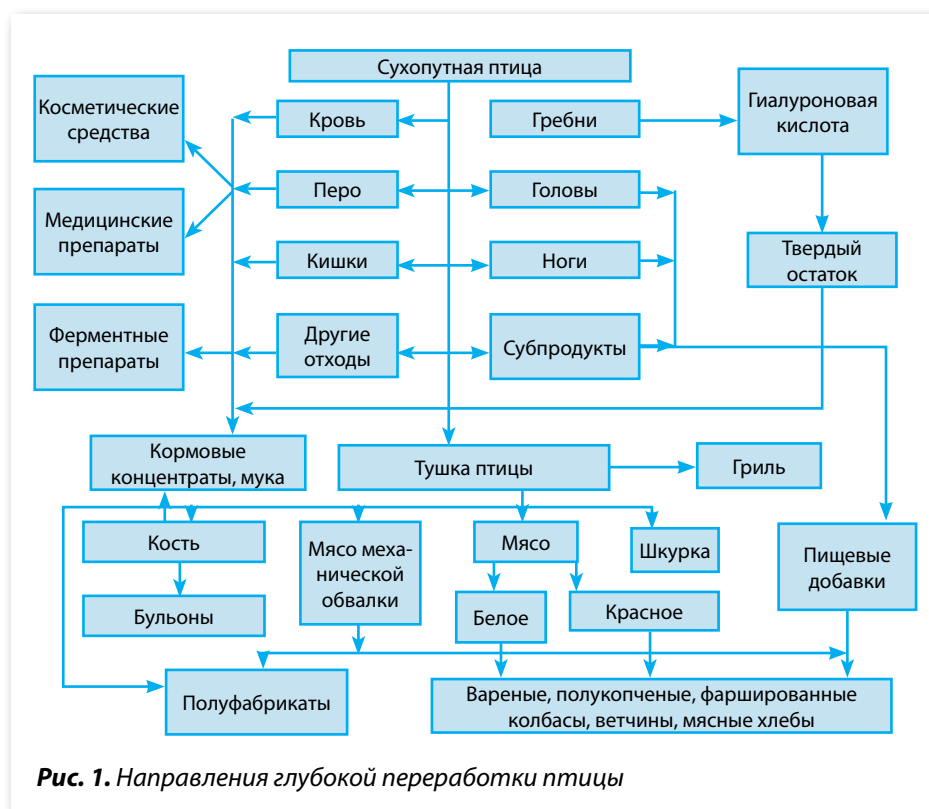 Сухопутная птица
Косметические
средства
Кровь
Гребни
Гиалуроновая
кислота
Медицинские
препараты
Перо
Головы
Кишки
Ноги
Твердый
остаток
Ферментные
препараты
Другие
отходы
Субпродукты
Кормовые
концентраты, мука
Тушка птицы
Гриль
Кость
Мясо меха-
нической
обвалки
Мясо
Шкурка
Пищевые
добавки
Бульоны
Белое
Красное
Полуфабрикаты
Вареные, полукопченые, фаршированные
колбасы, ветчины, мясные хлебы
Рис. 1. Направления глубокой переработки птицы